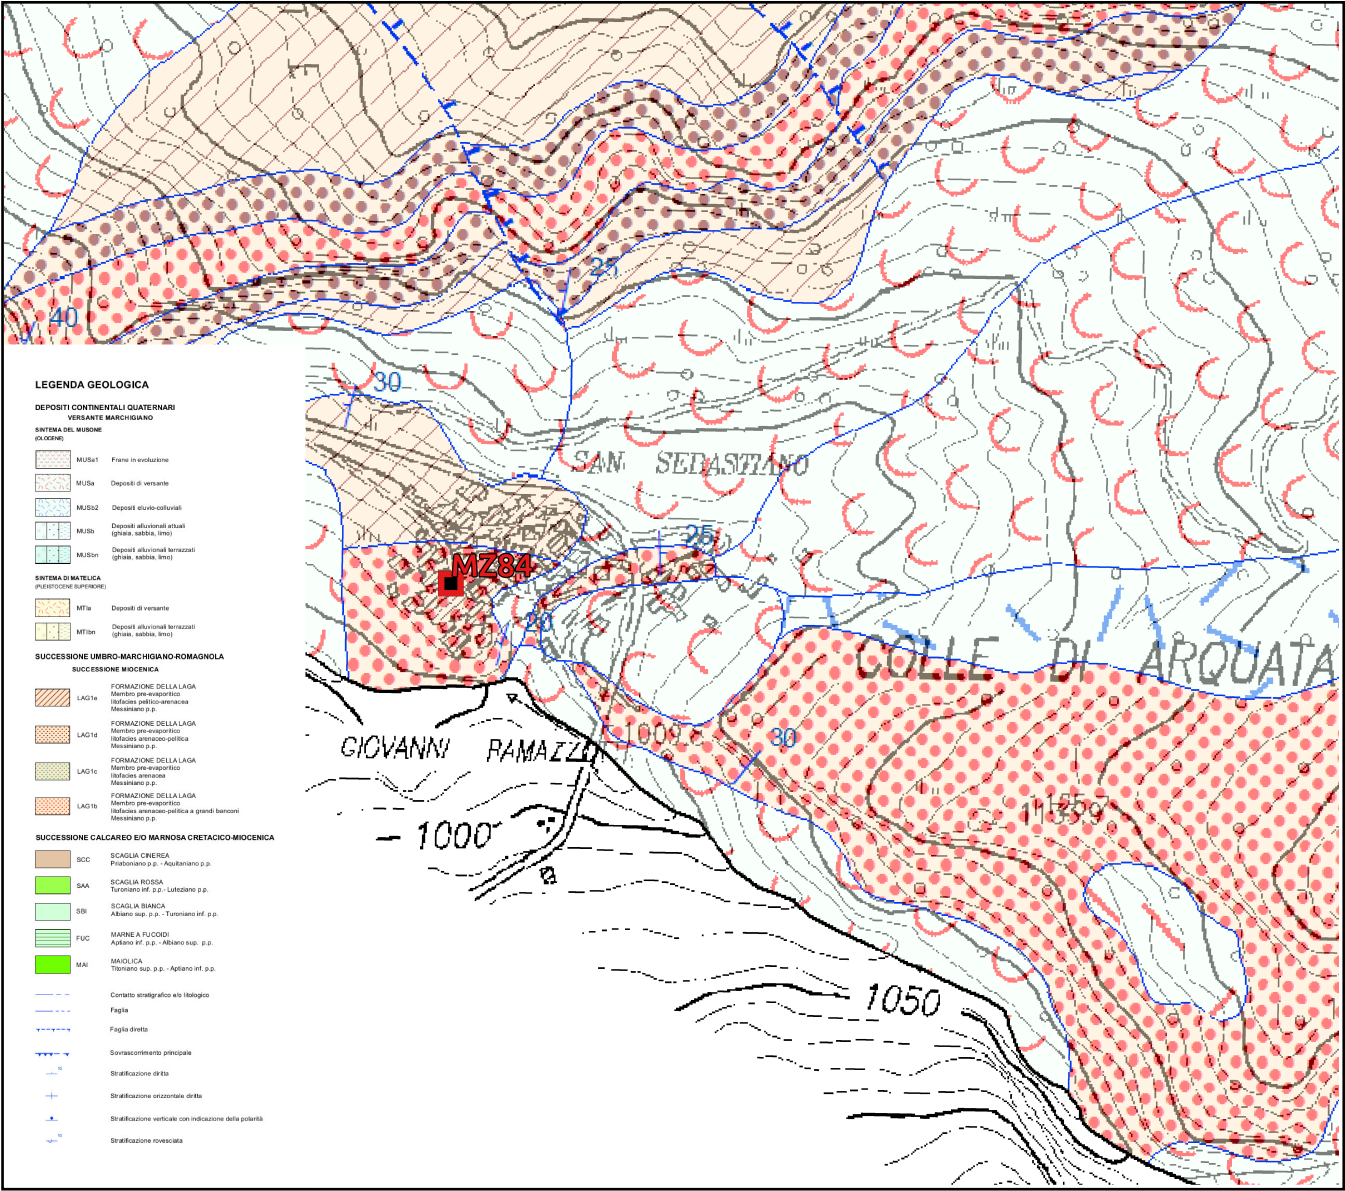 25
40
30
SAN SEBASTIANO
25
MZ84
20
COLLE DI ARQUATA
GIOVANNI RAMAZZI
1009
30
1000
1050
LEGENDA GEOLOGICA
DEPOSITI CONTINENTALI QUATERNARI
VERSANTE MARCHIGIANO
SINTEMA DEL MUSONE
(OLOCENE)
MUSa1 Frane in evoluzione
MUSa Depositi di versante
MUSb2 Depositi eluvio-colluviali
MUSb Depositi alluvionali attuali
(ghiaia, sabbia, limo)
MUSbn Depositi alluvionali terrazzati
(ghiaia, sabbia, limo)
SINTEMA DI MATELICA
(PLEISTOCENE SUPERIORE)
MTIa Depositi di versante
MTIbn Depositi alluvionali terrazzati
(ghiaia, sabbia, limo)
SUCCESSIONE UMBRO-MARCHIGIANO-ROMAGNOLA
SUCCESSIONE MIOCENICA
LAG1e FORMAZIONE DELLA LAGA
Membro pre-evaporitico
litofacies pelitico-arenacea
Messiniano p.p.
LAG1d FORMAZIONE DELLA LAGA
Membro pre-evaporitico
litofacies arenaceo-pelitica
Messiniano p.p.
LAG1c FORMAZIONE DELLA LAGA
Membro pre-evaporitico
litofacies arenacea
Messiniano p.p.
LAG1b FORMAZIONE DELLA LAGA
Membro pre-evaporitico
litofacies arenaceo-pelitica a grandi banconi
Messiniano p.p.
SUCCESSIONE CALCAREO E/O MARNOSA CRETACICO-MIOCENICA
SCC SCAGLIA CINEREA
Priaboniano p.p. - Aquitaniano p.p.
SAA SCAGLIA ROSSA
Turoniano inf. p.p.- Luteziano p.p.
SBI SCAGLIA BIANCA
Albiano sup. p.p. - Turoniano inf. p.p.
FUC MARNE A FUCOIDI
Aptiano inf. p.p. - Albiano sup. p.p.
MAI MAIOLICA
Titoniano sup. p.p. - Aptiano inf. p.p.
Contatto stratigrafico e/o litologico
Faglia
Faglia diretta
Sovrascorrimento principale
Stratificazione diritta
Stratificazione orizzontale diritta
Stratificazione verticale con indicazione della polarità
Stratificazione rovesciata